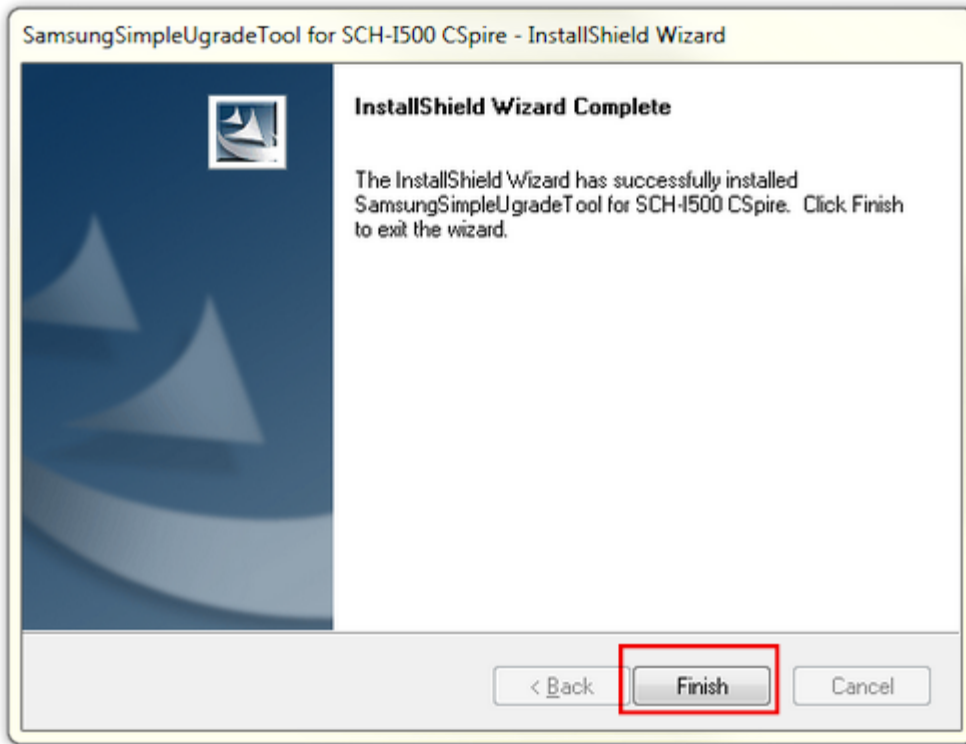 SamsungSimpleUgradeTool for SCH-I500 CSpire - InstallShield Wizard
InstallShield Wizard Complete
The InstallShield Wizard has successfully installed
SamsungSimpleUgradeTool for SCH-I500 CSpire.  Click Finish
to exit the wizard.
< Back
Finish
Cancel